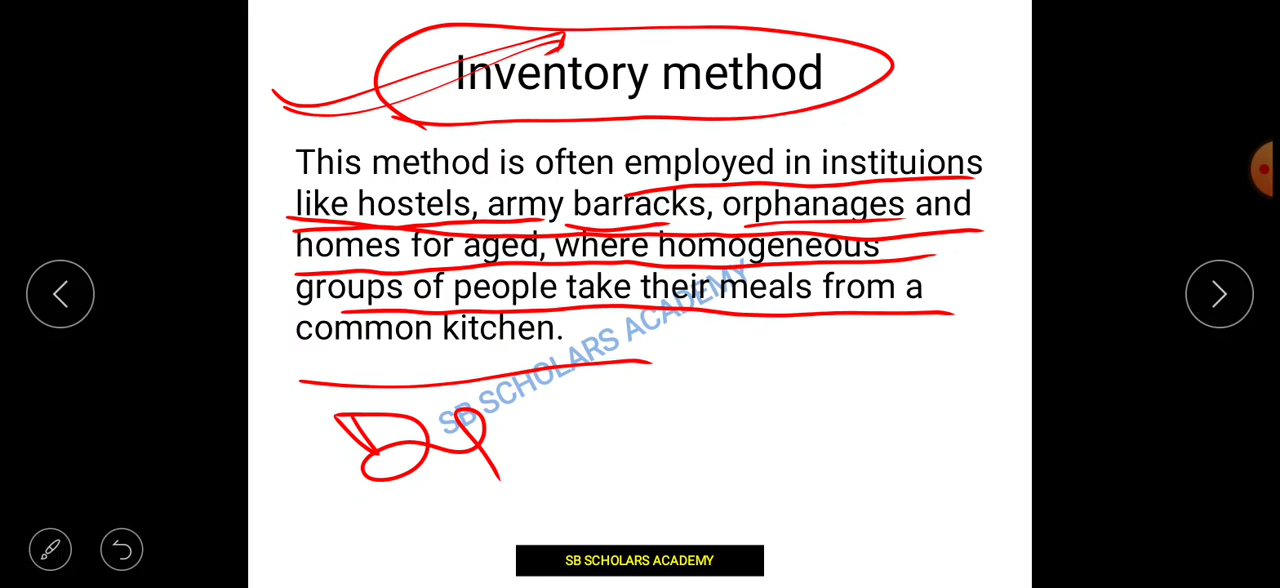 Inventory method
This method is often employed in instituions
like hostels, army barracks, orphanages and
homes for aged, where homogeneous
groups of people take their meals from a
common kitchen.
SB SCHOLARS ACADEMY
SB SCHOLARS ACADEMY